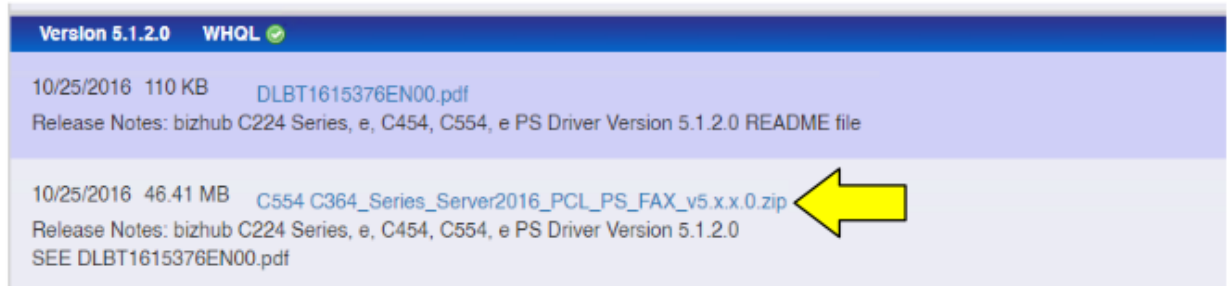 Version 5.1.2.0 WHQL
10/25/2016 110 KB DLBT1615376EN00.pdf
Release Notes: bizhub C224 Series, e, C454, C554, e PS Driver Version 5.1.2.0 README file
10/25/2016 46.41 MB C554 C364_Series_Server2016_PCL_PS_FAX_v5.x.x.0.zip
Release Notes: bizhub C224 Series, e, C454, C554, e PS Driver Version 5.1.2.0
SEE DLBT1615376EN00.pdf